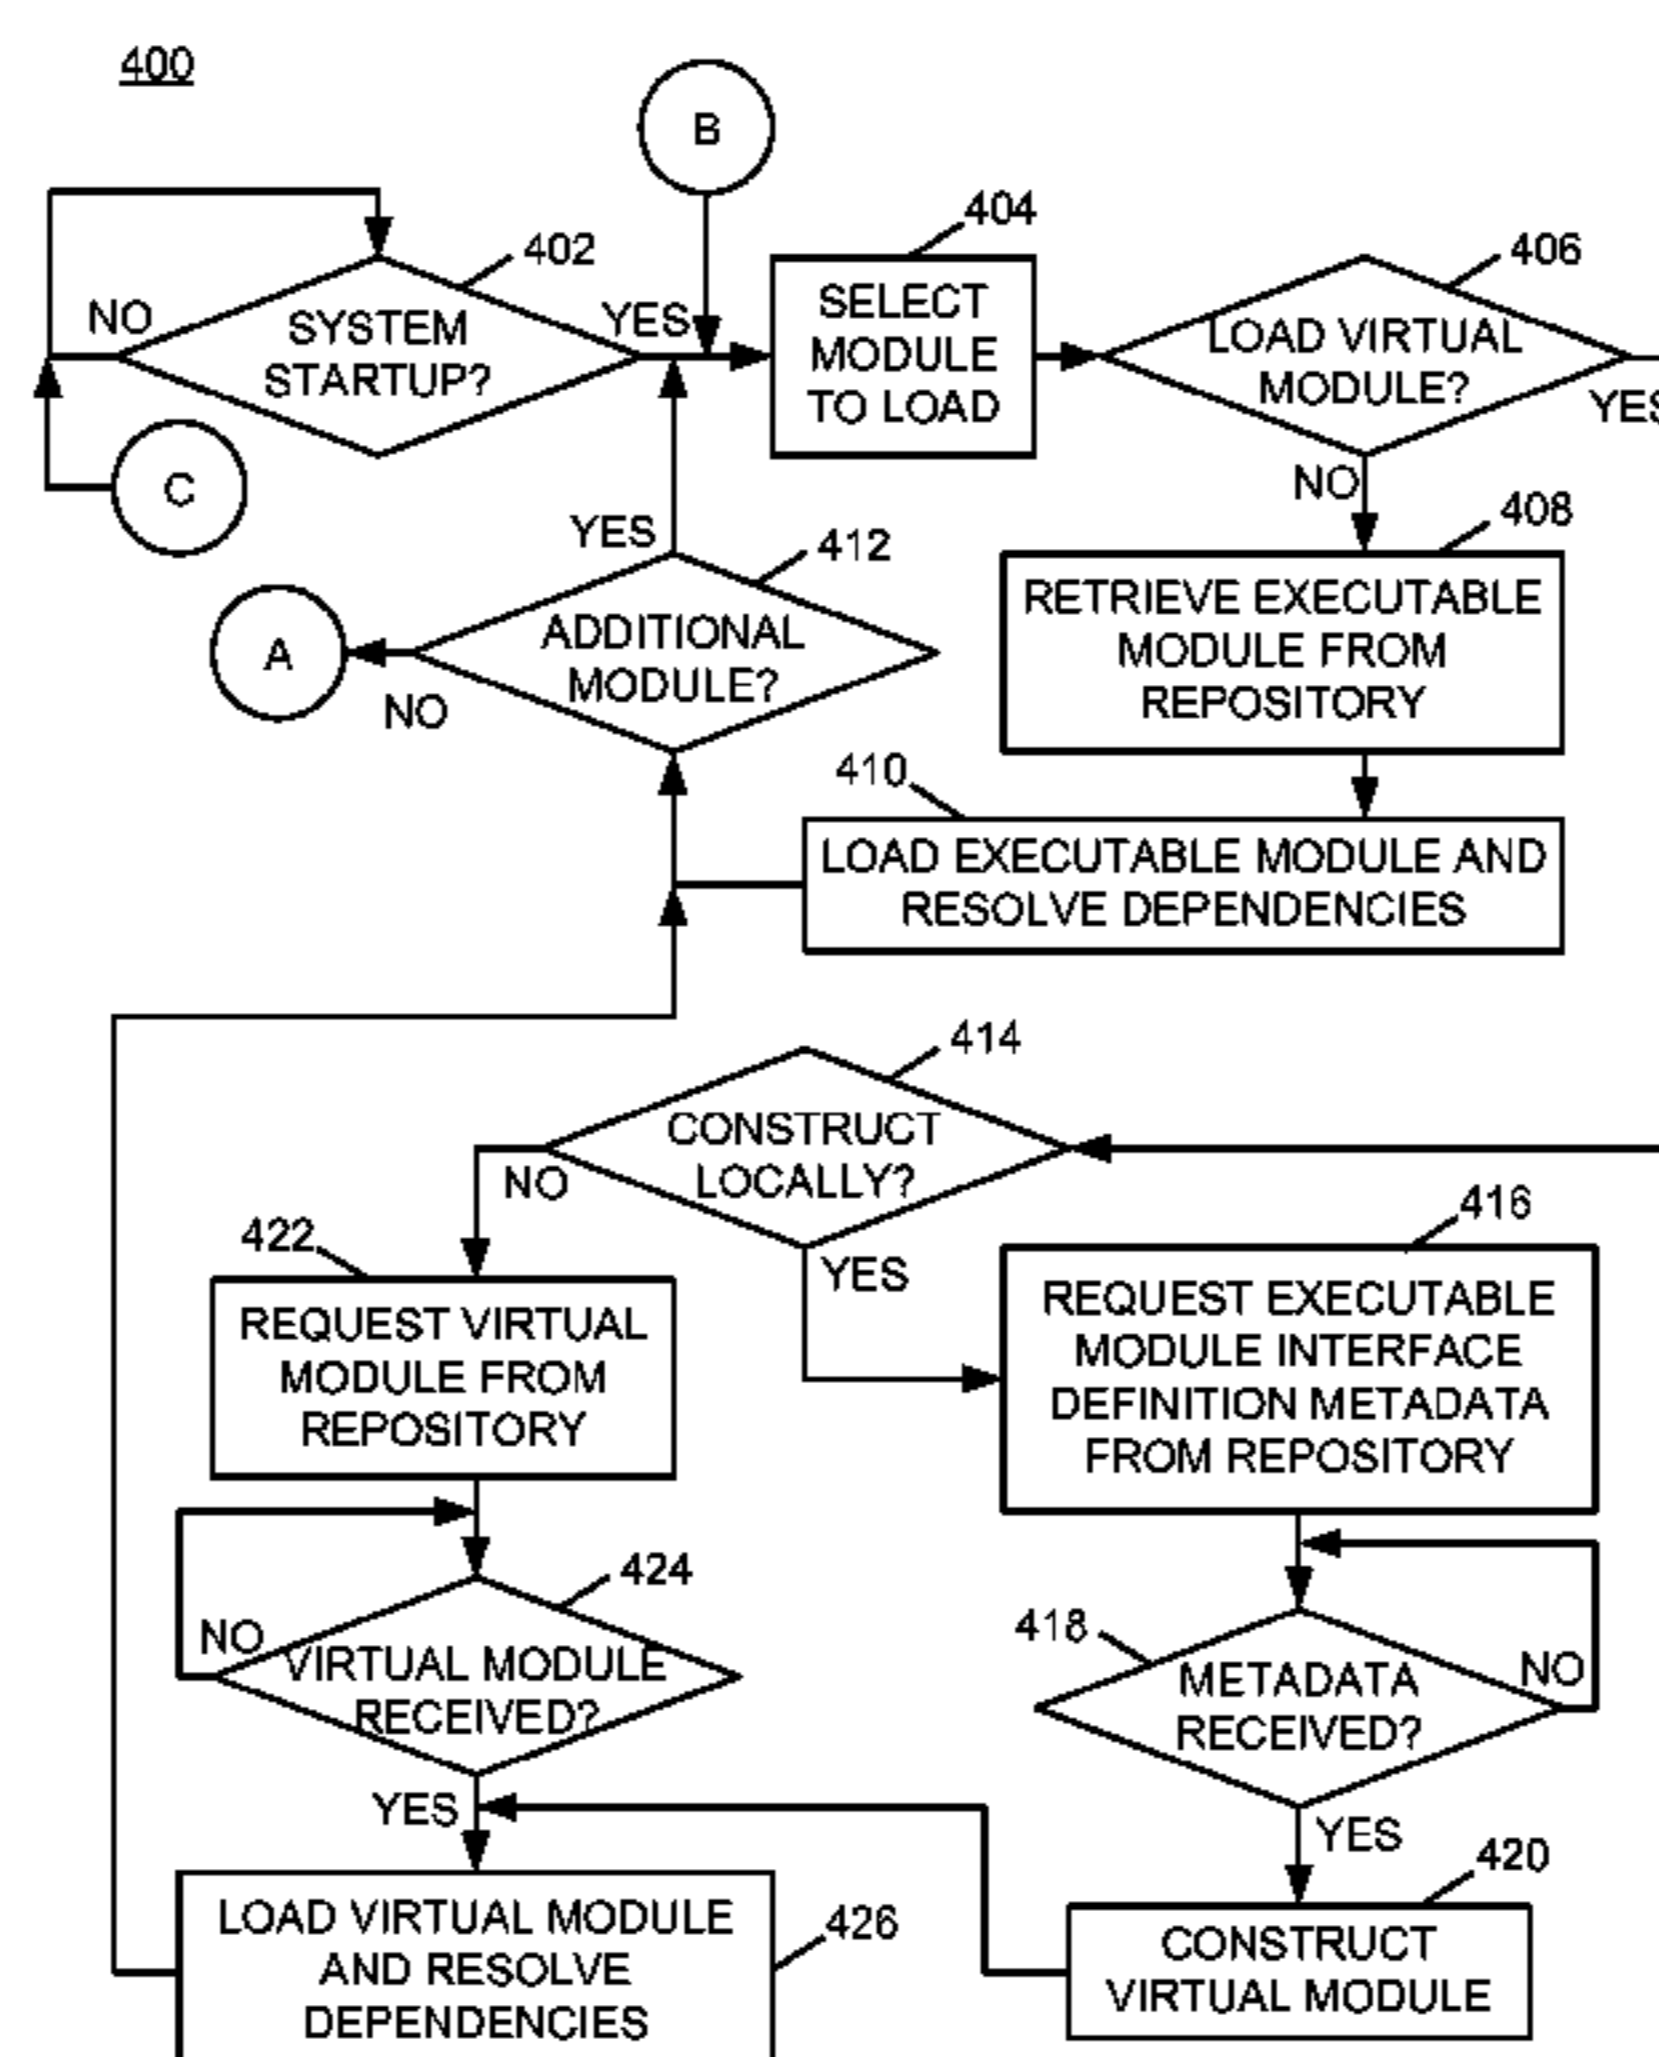 400
B
404
402
406
NO
SYSTEM
STARTUP?
YES
SELECT
MODULE
TO LOAD
LOAD VIRTUAL
MODULE?
YES
C
NO
408
YES
412
A
ADDITIONAL
MODULE?
NO
RETRIEVE EXECUTABLE
MODULE FROM
REPOSITORY
410
LOAD EXECUTABLE MODULE AND
RESOLVE DEPENDENCIES
414
CONSTRUCT
LOCALLY?
NO
YES
422
416
REQUEST VIRTUAL
MODULE FROM
REPOSITORY
REQUEST EXECUTABLE
MODULE INTERFACE
DEFINITION METADATA
FROM REPOSITORY
424
NO
VIRTUAL MODULE
RECEIVED?
418
METADATA
RECEIVED?
NO
YES
YES
420
LOAD VIRTUAL MODULE
AND RESOLVE
DEPENDENCIES
426
CONSTRUCT
VIRTUAL MODULE